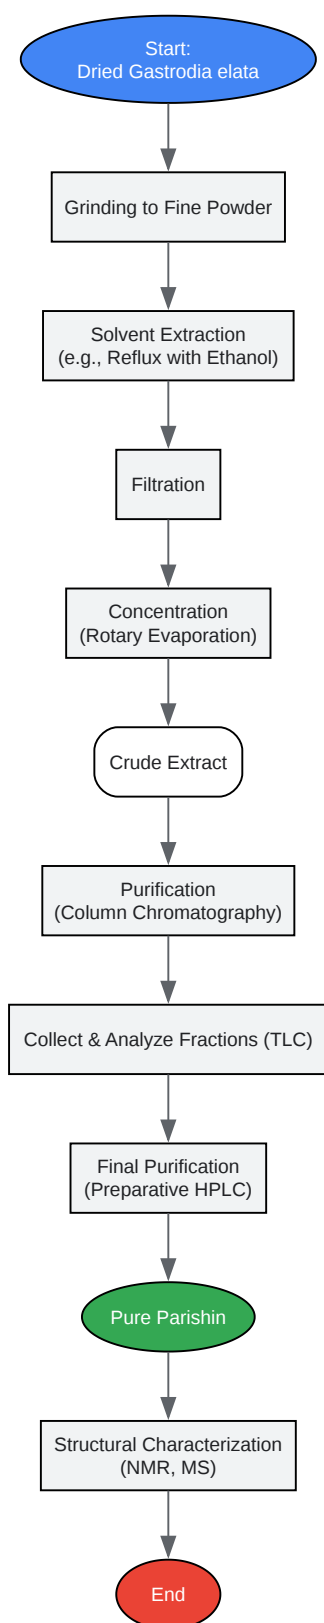 Start:
Dried Gastrodia elata
Grinding to Fine Powder
Solvent Extraction
(e.g., Reflux with Ethanol)
Filtration
Concentration
(Rotary Evaporation)
Crude Extract
Purification
(Column Chromatography)
Collect & Analyze Fractions (TLC)
Final Purification
(Preparative HPLC)
Pure Parishin
Structural Characterization
(NMR, MS)
End